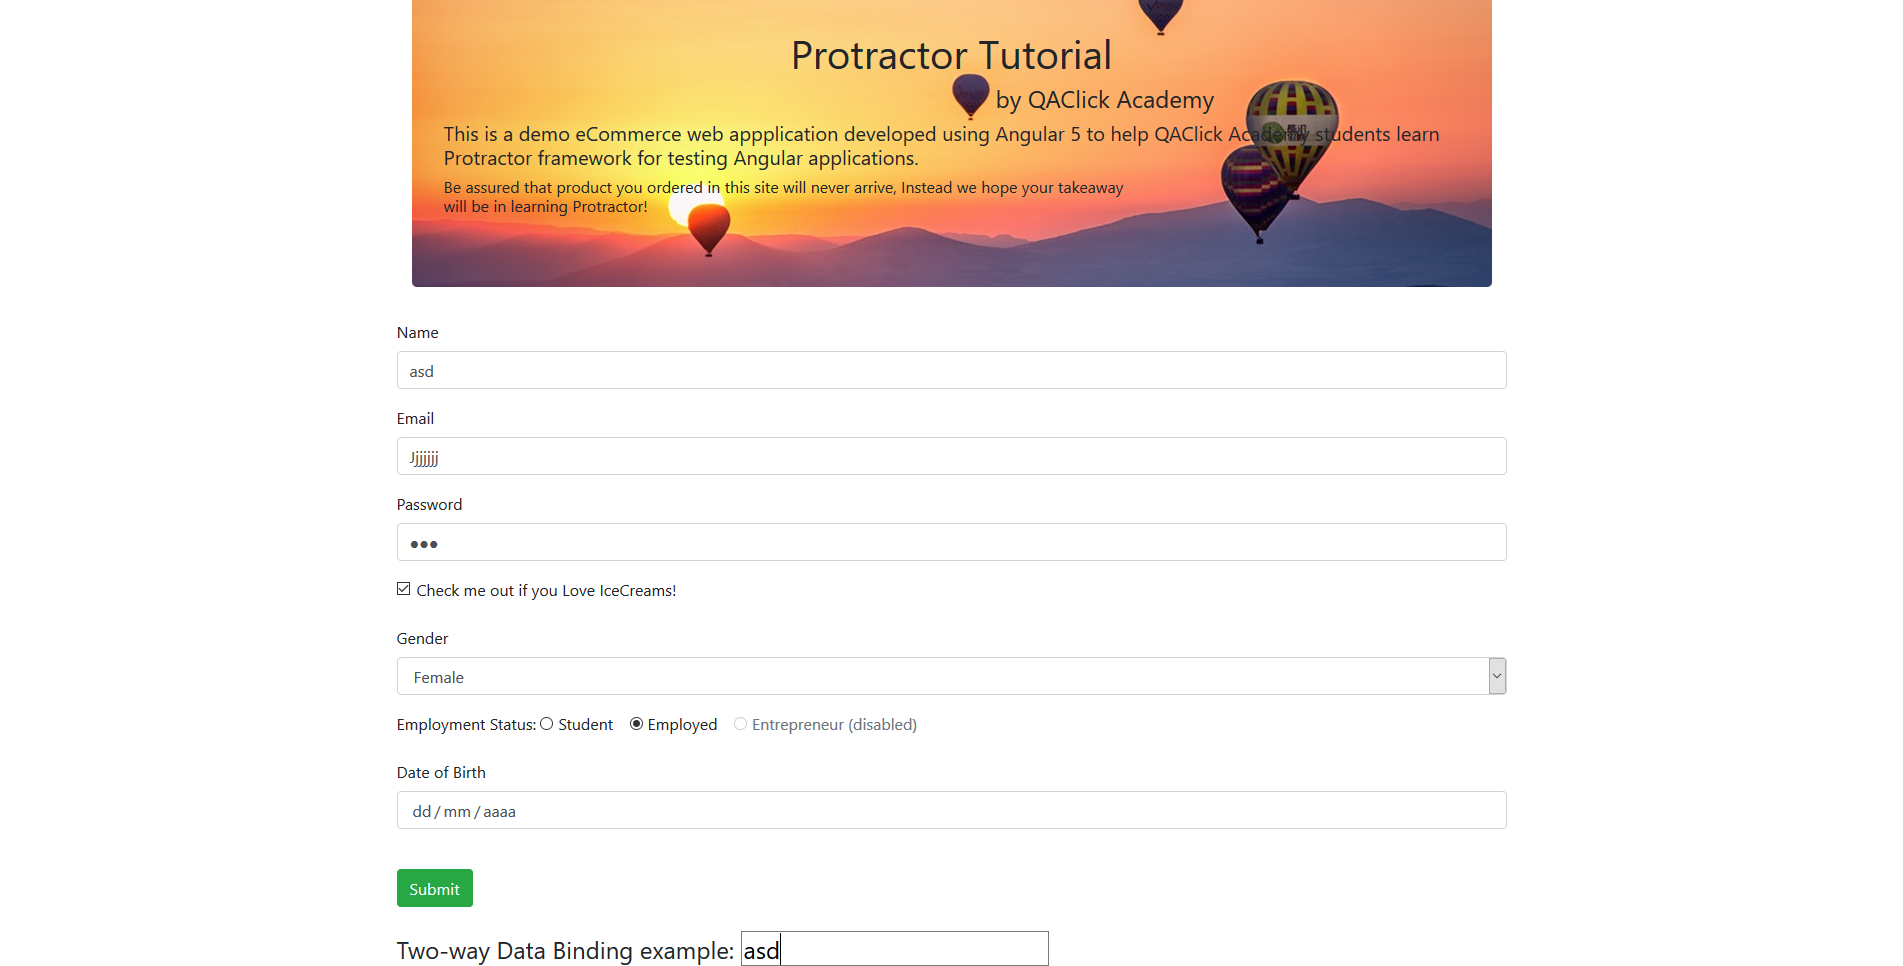 Protractor Tutorial
by QAClick Academy
This is a demo eCommerce web appplication developed using Angular 5 to help QAClick Academy students learn
Protractor framework for testing Angular applications.
Be assured that product you ordered in this site will never arrive, Instead we hope your takeaway
will be in learning Protractor!
Name
asd
Email
Jjjjjjj
Password
●●●
Check me out if you Love IceCreams!
Gender
Female
Employment Status: Student Employed Entrepreneur (disabled)
Date of Birth
dd / mm / aaaa
Submit
Two-way Data Binding example: asd